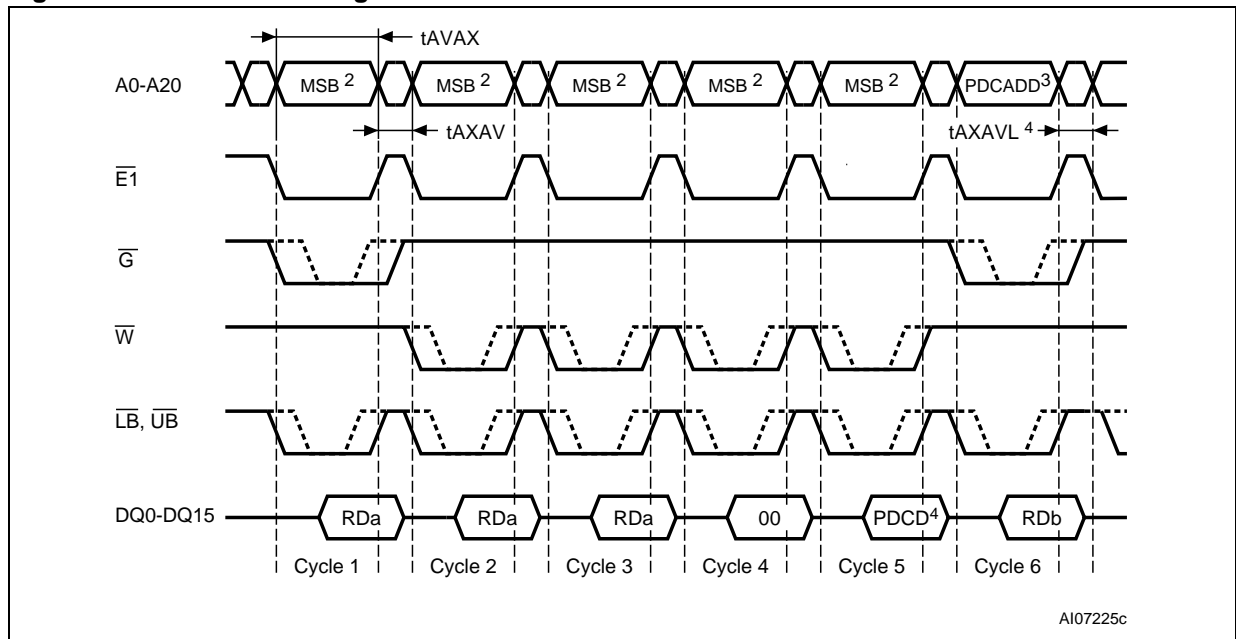 tAVAX
A0-A20 MSB 2 MSB 2 MSB 2 MSB 2 MSB 2 PDCADD3
tAXAV tAXAVL 4
E1
G
W
LB, UB
DQ0-DQ15 RDa RDa RDa 00 PDCD4 RDb
Cycle 1 Cycle 2 Cycle 3 Cycle 4 Cycle 5 Cycle 6
AI07225c